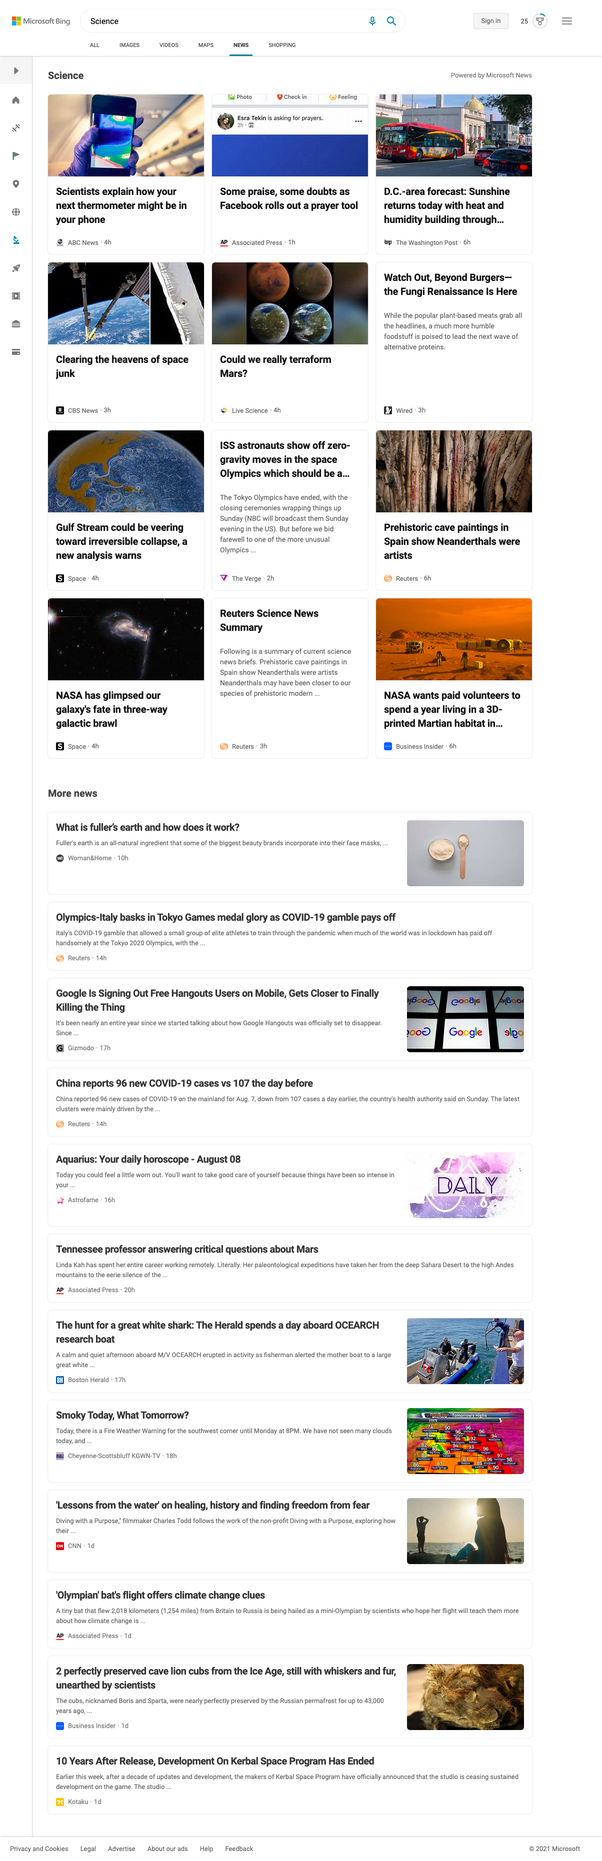 Microsoft Bing
Science
Sign in
25
ALL IMAGES VIDEOS MAPS NEWS SHOPPING
Science
Powered by Microsoft News
Scientists explain how your
next thermometer might be in
your phone
ABC News · 4h
Photo Check in Feeling
Esra Tekin is asking for prayers.
2h
Some praise, some doubts as
Facebook rolls out a prayer tool
AP Associated Press · 1h
D.C.-area forecast: Sunshine
returns today with heat and
humidity building through...
wp The Washington Post · 6h
Clearing the heavens of space
junk
CBS News · 3h
Could we really terraform
Mars?
Live Science · 4h
Watch Out, Beyond Burgers—
the Fungi Renaissance Is Here
While the popular plant-based meats grab all
the headlines, a much more humble
foodstuff is poised to lead the next wave of
alternative proteins.
Wired · 3h
Gulf Stream could be veering
toward irreversible collapse, a
new analysis warns
S Space · 4h
ISS astronauts show off zero-
gravity moves in the space
Olympics which should be a...
The Tokyo Olympics have ended, with the
closing ceremonies wrapping things up
Sunday (NBC will broadcast them Sunday
evening in the US). But before we bid
farewell to one of the more unusual
Olympics ...
The Verge · 2h
Prehistoric cave paintings in
Spain show Neanderthals were
artists
Reuters · 6h
NASA has glimpsed our
galaxy's fate in three-way
galactic brawl
S Space · 4h
Reuters Science News
Summary
Following is a summary of current science
news briefs. Prehistoric cave paintings in
Spain show Neanderthals were artists
Neanderthals may have been closer to our
species of prehistoric modern ...
Reuters · 3h
NASA wants paid volunteers to
spend a year living in a 3D-
printed Martian habitat in...
Business Insider · 6h
More news
What is fuller's earth and how does it work?
Fuller's earth is an all-natural ingredient that some of the biggest beauty brands incorporate into their face masks, ...
Woman&Home · 10h
Olympics-Italy basks in Tokyo Games medal glory as COVID-19 gamble pays off
Italy's COVID-19 gamble that allowed a small group of elite athletes to train through the pandemic when much of the world was in lockdown has paid off
handsomely at the Tokyo 2020 Olympics, with the ...
Reuters · 14h
Google Is Signing Out Free Hangouts Users on Mobile, Gets Closer to Finally
Killing the Thing
It's been nearly an entire year since we started talking about how Google Hangouts was officially set to disappear.
Since ...
G Gizmodo · 17h
Google
China reports 96 new COVID-19 cases vs 107 the day before
China reported 96 new cases of COVID-19 on the mainland for Aug. 7, down from 107 cases a day earlier, the country's health authority said on Sunday. The latest
clusters were mainly driven by the ...
Reuters · 14h
Aquarius: Your daily horoscope - August 08
Today you could feel a little worn out. You'll want to take good care of yourself because things have been so intense in
your ...
Astrofame · 16h
DAILY
Tennessee professor answering critical questions about Mars
Linda Kah has spent her entire career working remotely. Literally. Her paleontological expeditions have taken her from the deep Sahara Desert to the high Andes
mountains to the eerie silence of the ...
AP Associated Press · 20h
The hunt for a great white shark: The Herald spends a day aboard OCEARCH
research boat
A calm and quiet afternoon aboard M/V OCEARCH erupted in activity as fisherman alerted the mother boat to a large
great white ...
Boston Herald · 17h
Smoky Today, What Tomorrow?
Today, there is a Fire Weather Warning for the southwest corner until Monday at 8PM. We have not seen many clouds
today, and ...
Cheyenne-Scottsbluff KGWN-TV · 18h
'Lessons from the water' on healing, history and finding freedom from fear
Diving with a Purpose,' filmmaker Charles Todd follows the work of the non-profit Diving with a Purpose, exploring how
their ...
CNN · 1d
'Olympian' bat's flight offers climate change clues
A tiny bat that flew 2,018 kilometers (1,254 miles) from Britain to Russia is being hailed as a mini-Olympian by scientists who hope her flight will teach them more
about how climate change is ...
AP Associated Press · 1d
2 perfectly preserved cave lion cubs from the Ice Age, still with whiskers and fur,
unearthed by scientists
The cubs, nicknamed Boris and Sparta, were nearly perfectly preserved by the Russian permafrost for up to 43,000
years ago, ...
Business Insider · 1d
10 Years After Release, Development On Kerbal Space Program Has Ended
Earlier this week, after a decade of updates and development, the makers of Kerbal Space Program have officially announced that the studio is ceasing sustained
development on the game. The studio ...
Kotaku · 1d
Privacy and Cookies Legal Advertise About our ads Help Feedback
© 2021 Microsoft